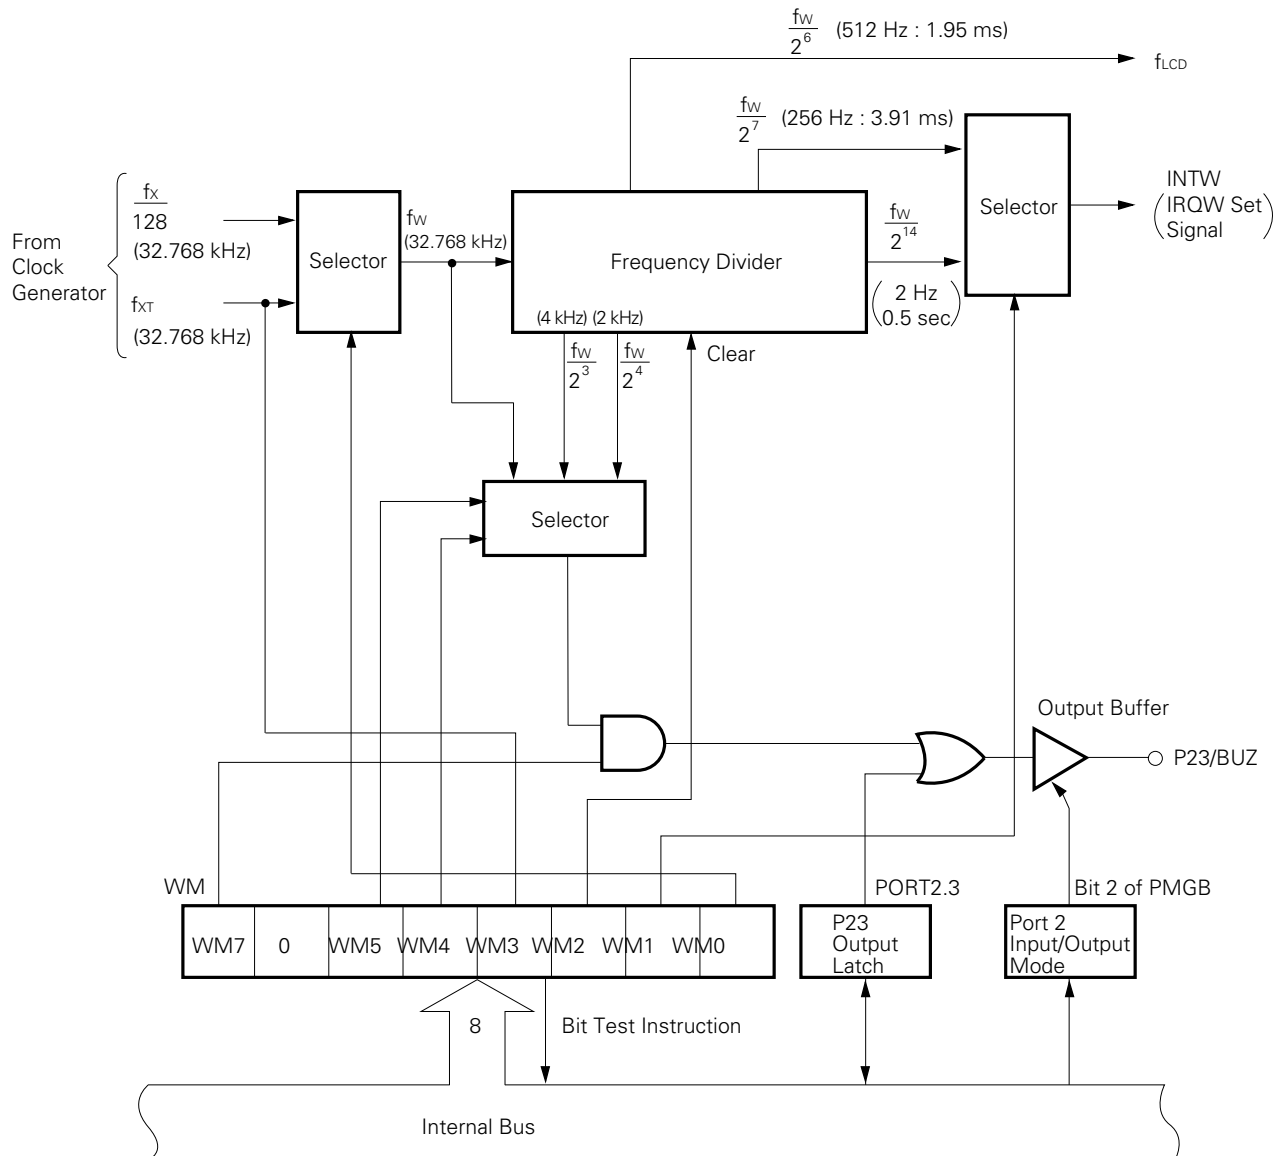 fW
2^6 (512 Hz : 1.95 ms)
fLCD
fW
2^7 (256 Hz : 3.91 ms)
From
Clock
Generator
fX
128
(32.768 kHz)
fXT
(32.768 kHz)
Selector
fW
(32.768 kHz)
Frequency Divider
(4 kHz) (2 kHz)
fW
2^14
(2 Hz
0.5 sec)
Selector
INTW
(IRQW Set
Signal)
fW
2^3
fW
2^4
Clear
Selector
Output Buffer
P23/BUZ
WM
PORT2.3
Bit 2 of PMGB
WM7 0 WM5 WM4 WM3 WM2 WM1 WM0
P23
Output
Latch
Port 2
Input/Output
Mode
8
Bit Test Instruction
Internal Bus